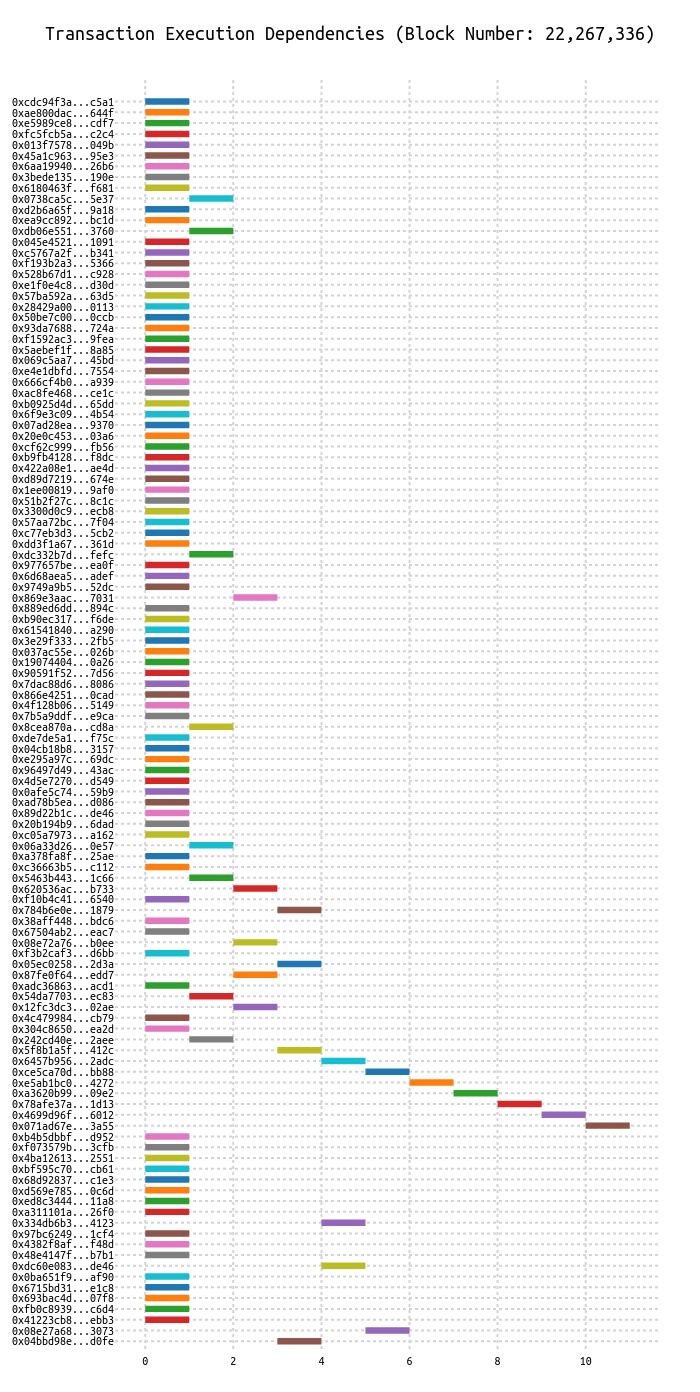 Transaction Execution Dependencies (Block Number: 22,267,336)
0xcdc94f3a...c5a1
0xae800dac...644f
0xe5989ce8...cdf7
0xfc5fcb5a...c2c4
0x013f7578...049b
0x45a1c963...95e3
0x6aa19940...26b6
0x3bede135...190e
0x6180463f...f681
0x0738ca5c...5e37
0xd2b6a65f...9a18
0xea9cc892...bc1d
0xdb06e551...3760
0x045e4521...1091
0xc5767a2f...b341
0xf193b2a3...5366
0x528b67d1...c928
0xe1f0e4c8...d30d
0x57ba592a...63d5
0x28429a00...0113
0x50be7c00...0ccb
0x93da7688...724a
0xf1592ac3...9fea
0x5aebef1f...8a85
0x069c5aa7...45bd
0xe4e1dbfd...7554
0x666cf4b0...a939
0xac8fe468...ce1c
0xb0925d4d...65dd
0x6f9e3c09...4b54
0x07ad28ea...9370
0x20e0c453...03a6
0xcf62c999...fb56
0xb9fb4128...f8dc
0x422a08e1...ae4d
0xd89d7219...674e
0x1ee00819...9af0
0x51b2f27c...8c1c
0x3300d0c9...ecb8
0x57aa72bc...7f04
0xc77eb3d3...5cb2
0xdd3f1a67...361d
0xdc332b7d...fefc
0x977657be...ea0f
0x6d68aea5...adef
0x9749a9b5...52dc
0x869e3aac...7031
0x889ed6dd...894c
0xb90ec317...f6de
0x61541840...a290
0x3e29f333...2fb5
0x037ac55e...026b
0x19074404...0a26
0x90591f52...7d56
0x7dac88d6...8086
0x866e4251...0cad
0x4f128b06...5149
0x7b5a9ddf...e9ca
0x8cea870a...cd8a
0xde7de5a1...f75c
0x04cb18b8...3157
0xe295a97c...69dc
0x96497d49...43ac
0x4d5e7270...d549
0x0afe5c74...59b9
0xad78b5ea...d086
0x89d22b1c...de46
0x20b194b9...6dad
0xc05a7973...a162
0x06a33d26...0e57
0xa378fa8f...25ae
0xc36663b5...c112
0x5463b443...1c66
0x620536ac...b733
0xf10b4c41...6540
0x784b6e0e...1879
0x38aff448...bdc6
0x67504ab2...eac7
0x08e72a76...b0ee
0xf3b2caf3...d6bb
0x05ec0258...2d3a
0x87fe0f64...edd7
0xadc36863...acd1
0x54da7703...ec83
0x12fc3dc3...02ae
0x4c479984...cb79
0x304c8650...ea2d
0x242cd40e...2aee
0x5f8b1a5f...412c
0x6457b956...2adc
0xce5ca70d...bb88
0xe5ab1bc0...4272
0xa3620b99...09e2
0x78afe37a...1d13
0x4699d96f...6012
0x071ad67e...3a55
0xb4b5dbbf...d952
0xf073579b...3cfb
0x4ba12613...2551
0xbf595c70...cb61
0x68d92837...c1e3
0xd569e785...0c6d
0xed8c3444...11a8
0xa311101a...26f0
0x334db6b3...4123
0x97bc6249...1cf4
0x4382f8af...f48d
0x48e4147f...b7b1
0xdc60e083...de46
0x0ba651f9...af90
0x6715bd31...e1c8
0x693bac4d...07f8
0xfb0c8939...c6d4
0x41223cb8...ebb3
0x08e27a68...3073
0x04bbd98e...d0fe
0 2 4 6 8 10